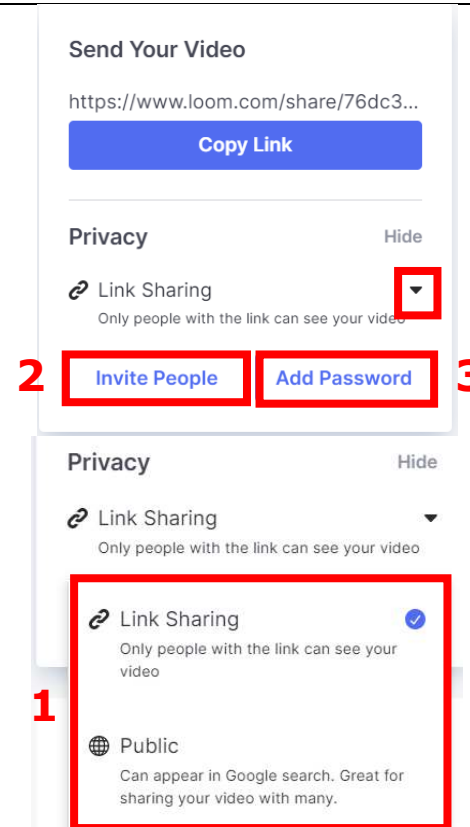 Send Your Video
https://www.loom.com/share/76dc3...
Copy Link
Privacy
Hide
Link Sharing
Only people with the link can see your video
2
Invite People
Add Password
3
Privacy
Hide
Link Sharing
Only people with the link can see your video
Link Sharing
Only people with the link can see your
video
1
Public
Can appear in Google search. Great for
sharing your video with many.